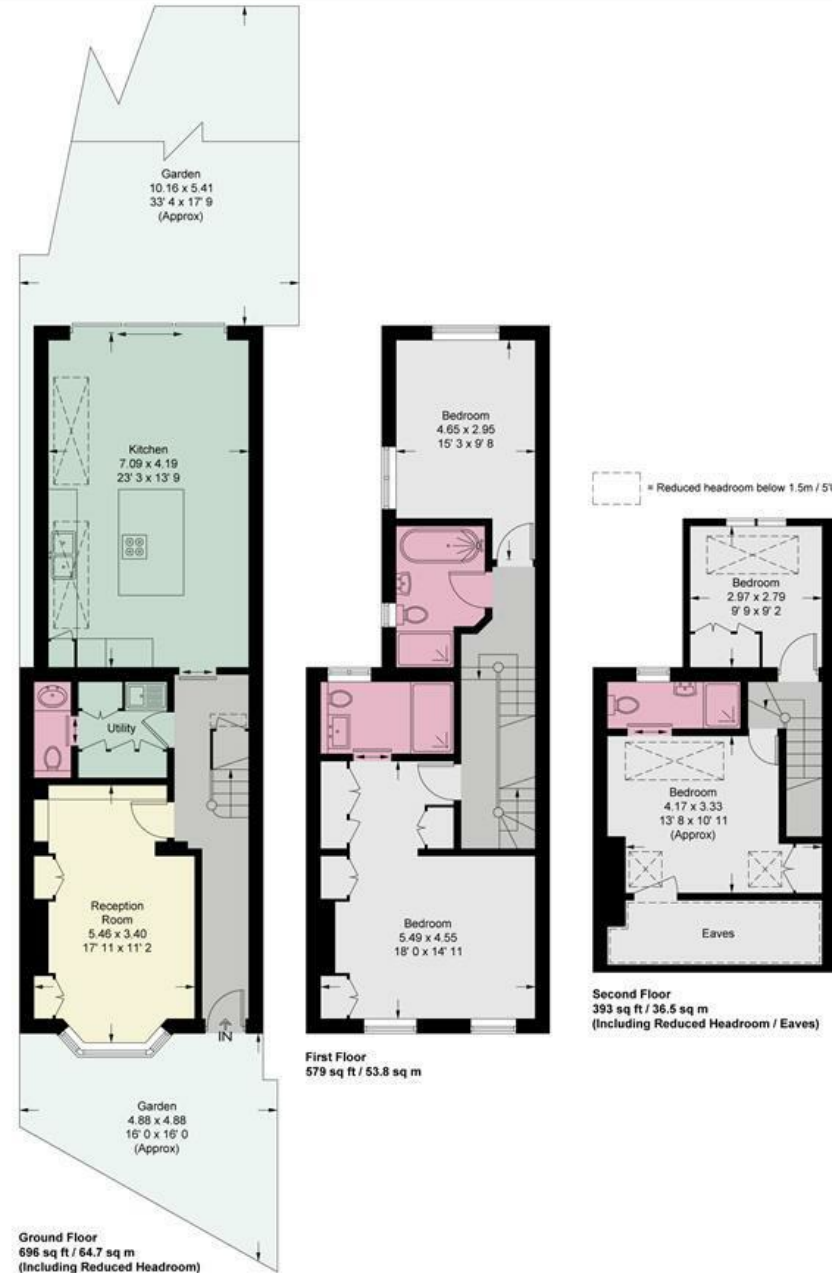 Garden
10.16 x 5.41
33' 4 x 17' 9
(Approx)
Kitchen
7.09 x 4.19
23' 3 x 13' 9
Utility
Reception
Room
5.46 x 3.40
17' 11 x 11' 2
IN
Garden
4.88 x 4.88
16' 0 x 16' 0
(Approx)
Ground Floor
696 sq ft / 64.7 sq m
(Including Reduced Headroom)
Bedroom
4.65 x 2.95
15' 3 x 9' 8
Bedroom
5.49 x 4.55
18' 0 x 14' 11
First Floor
579 sq ft / 53.8 sq m
= Reduced headroom below 1.5m / 5'
Bedroom
2.97 x 2.79
9' 9 x 9' 2
Bedroom
4.17 x 3.33
13' 8 x 10' 11
(Approx)
Eaves
Second Floor
393 sq ft / 36.5 sq m
(Including Reduced Headroom / Eaves)